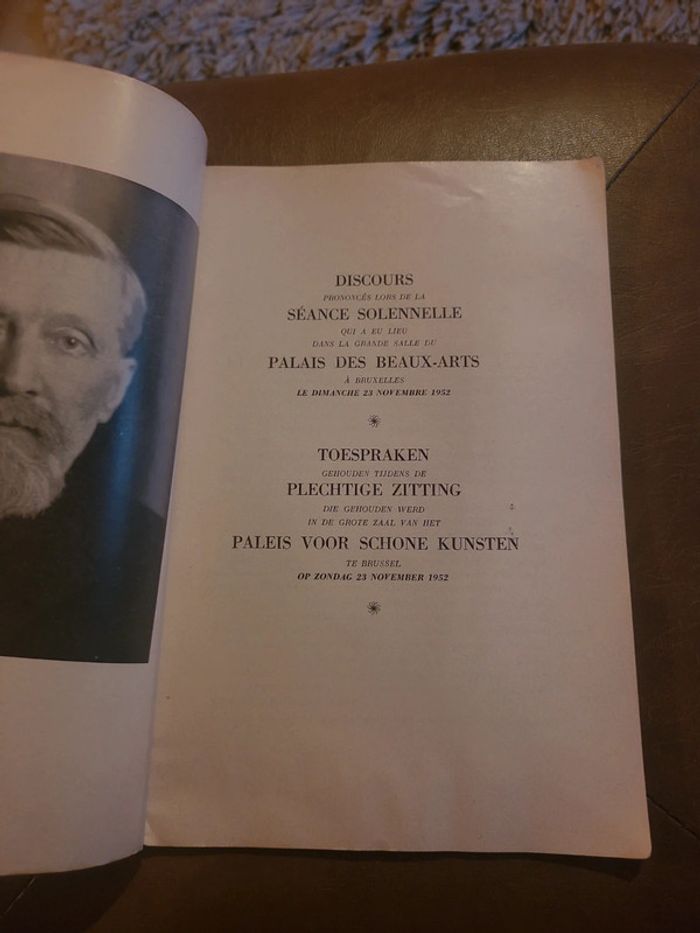 DISCOURS
PRONONCÉS LORS DE LA
SÉANCE SOLENNELLE
QUI A EU LIEU
DANS LA GRANDE SALLE DU
PALAIS DES BEAUX-ARTS
À BRUXELLES
LE DIMANCHE 23 NOVEMBRE 1952
TOESPRAKEN
GEHOUDEN TIJDENS DE
PLECHTIGE ZITTING
DIE GEHOUDEN WERD
IN DE GROTE ZAAL VAN HET
PALEIS VOOR SCHONE KUNSTEN
TE BRUSSEL
OP ZONDAG 23 NOVEMBER 1952